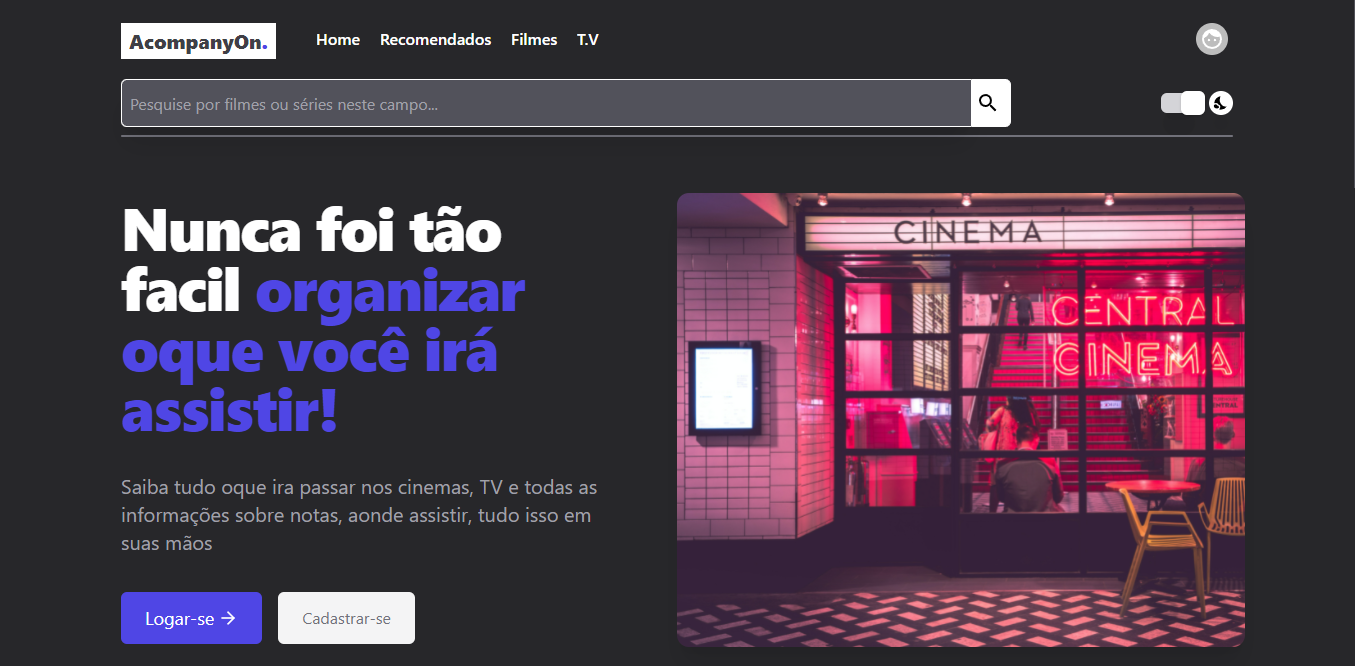 AcompanyOn.
Home Recomendados Filmes T.V
Pesquise por filmes ou séries neste campo...
Nunca foi tão
facil organizar
oque você irá
assistir!
Saiba tudo oque ira passar nos cinemas, TV e todas as
informações sobre notas, aonde assistir, tudo isso em
suas mãos
Logar-se →
Cadastrar-se
CINEMA
CENTRAL
CINEMA